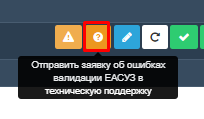 Отправить заявку об ошибках
валидации ЕАСУЗ в
техническую поддержку